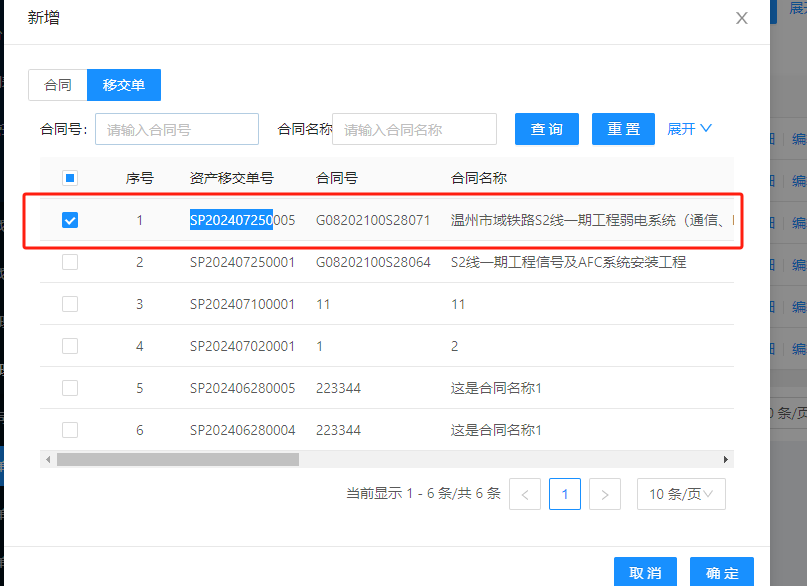 新增
展开
合同 移交单
合同号: 请输入合同号 合同名称 请输入合同名称 查 询 重 置 展开
序号 资产移交单号 合同号 合同名称
1 SP202407250005 G08202100S28071 温州市域铁路S2线一期工程弱电系统（通信、
2 SP202407250001 G08202100S28064 S2线一期工程信号及AFC系统安装工程
3 SP202407100001 11 11
4 SP202407020001 1 2
5 SP202406280005 223344 这是合同名称1
6 SP202406280004 223344 这是合同名称1
当前显示 1 - 6 条/共 6 条 < 1 > 10 条/页
取 消 确 定